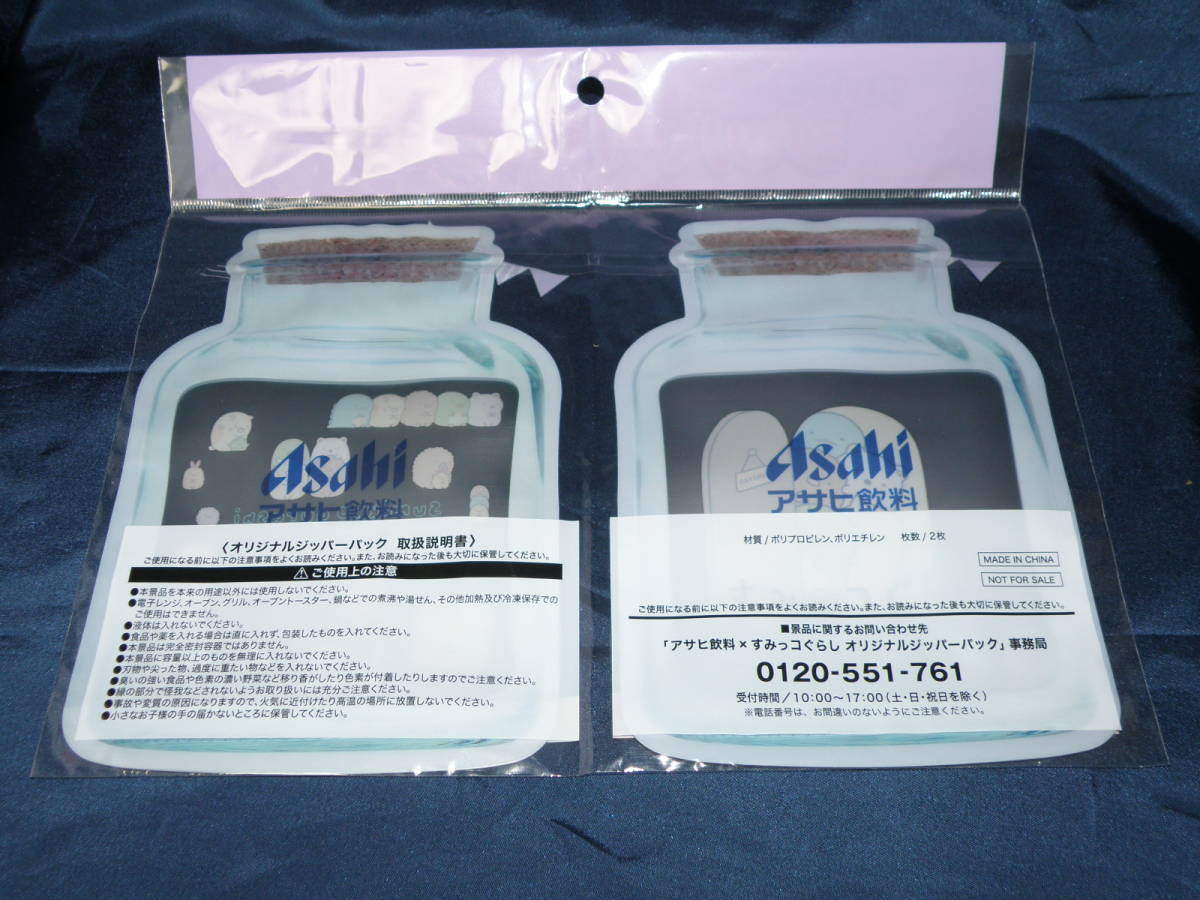 Asahi
アサヒ飲料
〈オリジナルジッパーパック 取扱説明書〉
ご使用になる前に以下の注意事項をよくお読みください。また、お読みになった後も大切に保管してください。
⚠ご使用上の注意
●本景品を本来の用途以外には使用しないでください。
●電子レンジ、オーブン、グリル、オーブントースター、鍋などでの煮沸や湯せん、その他加熱及び冷凍保存での
ご使用はできません。
●液体は入れないでください。
●食品や薬を入れる場合は直に入れず、包装したものを入れてください。
●本景品は完全密封容器ではありません。
●本景品に容量以上のものを無理に入れないでください。
●刃物や尖った物、過度に重たい物などを入れないでください。
●臭いの強い食品や色素の濃い野菜など移り香がしたり色素が付着したりしますのでご注意ください。
●縁の部分で怪我などされないようお取り扱いには充分ご注意ください。
●事故や変質の原因になりますので、火気に近付けたり高温の場所に放置しないでください。
●小さなお子様の手の届かないところに保管してください。
Asahi
アサヒ飲料
材質/ポリプロピレン、ポリエチレン 枚数/2枚
MADE IN CHINA
NOT FOR SALE
ご使用になる前に以下の注意事項をよくお読みください。また、お読みになった後も大切に保管してください。
■景品に関するお問い合わせ先
「アサヒ飲料×すみっコぐらし オリジナルジッパーパック」事務局
0120-551-761
受付時間/10:00～17:00(土・日・祝日を除く)
※電話番号は、お間違いのないようにご注意ください。